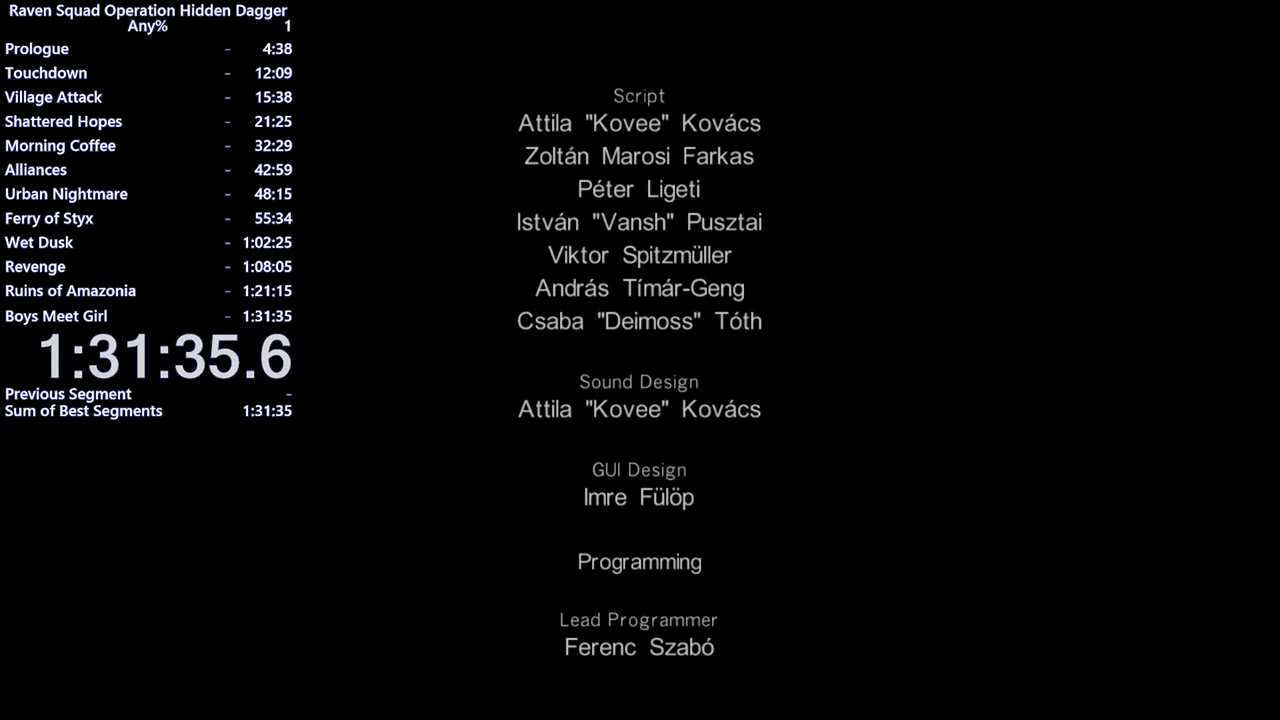 Raven Squad Operation Hidden Dagger
Any% 1
Prologue - 4:38
Touchdown - 12:09
Village Attack - 15:38
Shattered Hopes - 21:25
Morning Coffee - 32:29
Alliances - 42:59
Urban Nightmare - 48:15
Ferry of Styx - 55:34
Wet Dusk - 1:02:25
Revenge - 1:08:05
Ruins of Amazonia - 1:21:15
Boys Meet Girl - 1:31:35
1:31:35.6
Previous Segment -
Sum of Best Segments 1:31:35
Script
Attila "Kovee" Kovács
Zoltán Marosi Farkas
Péter Ligeti
István "Vansh" Pusztai
Viktor Spitzmüller
András Tímár-Geng
Csaba "Deimoss" Tóth
Sound Design
Attila "Kovee" Kovács
GUI Design
Imre Fülöp
Programming
Lead Programmer
Ferenc Szabó